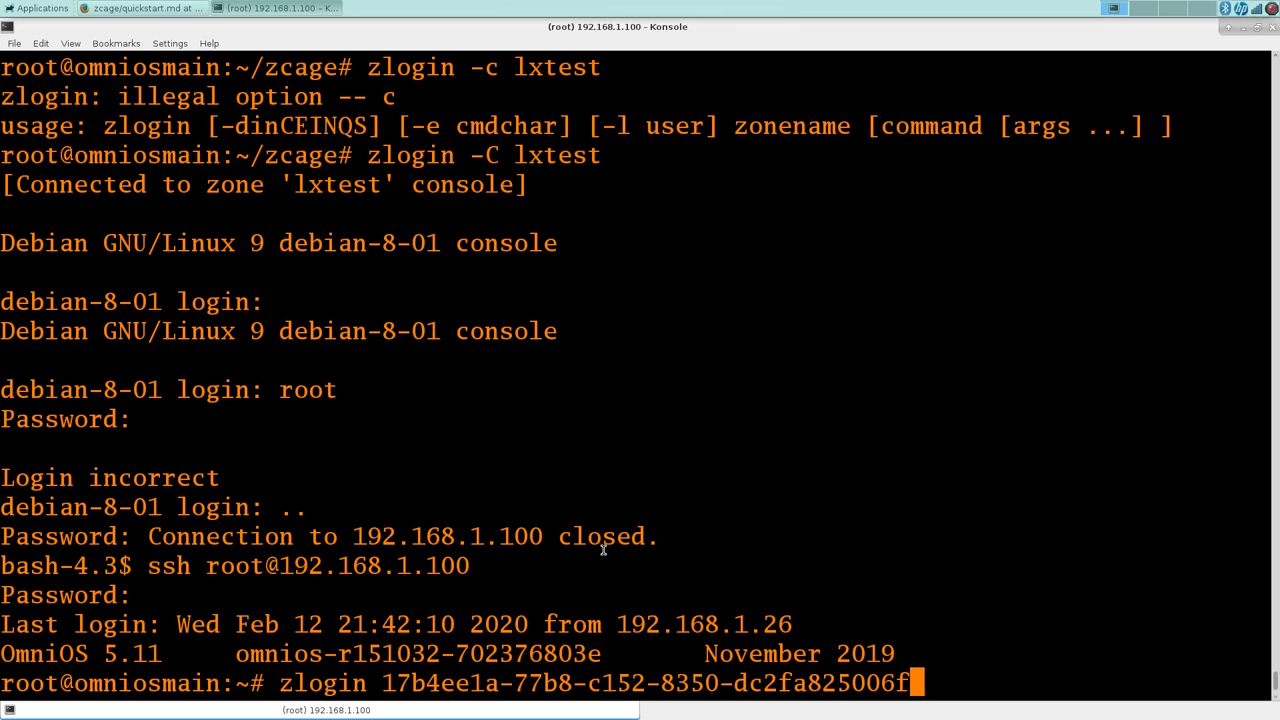 Applications zcage/quickstart.md at ... (root) 192.168.1.100 – K...
(root) 192.168.1.100 – Konsole
File Edit View Bookmarks Settings Help
root@omniosmain:~/zcage# zlogin -c lxtest
zlogin: illegal option -- c
usage: zlogin [-dinCEINQS] [-e cmdchar] [-l user] zonename [command [args ...] ]
root@omniosmain:~/zcage# zlogin -C lxtest
[Connected to zone 'lxtest' console]
Debian GNU/Linux 9 debian-8-01 console
debian-8-01 login:
Debian GNU/Linux 9 debian-8-01 console
debian-8-01 login: root
Password:
Login incorrect
debian-8-01 login: ..
Password: Connection to 192.168.1.100 closed.
bash-4.3$ ssh root@192.168.1.100
Password:
Last login: Wed Feb 12 21:42:10 2020 from 192.168.1.26
OmniOS 5.11 omnios-r151032-702376803e November 2019
root@omniosmain:~# zlogin 17b4ee1a-77b8-c152-8350-dc2fa825006f
(root) 192.168.1.100